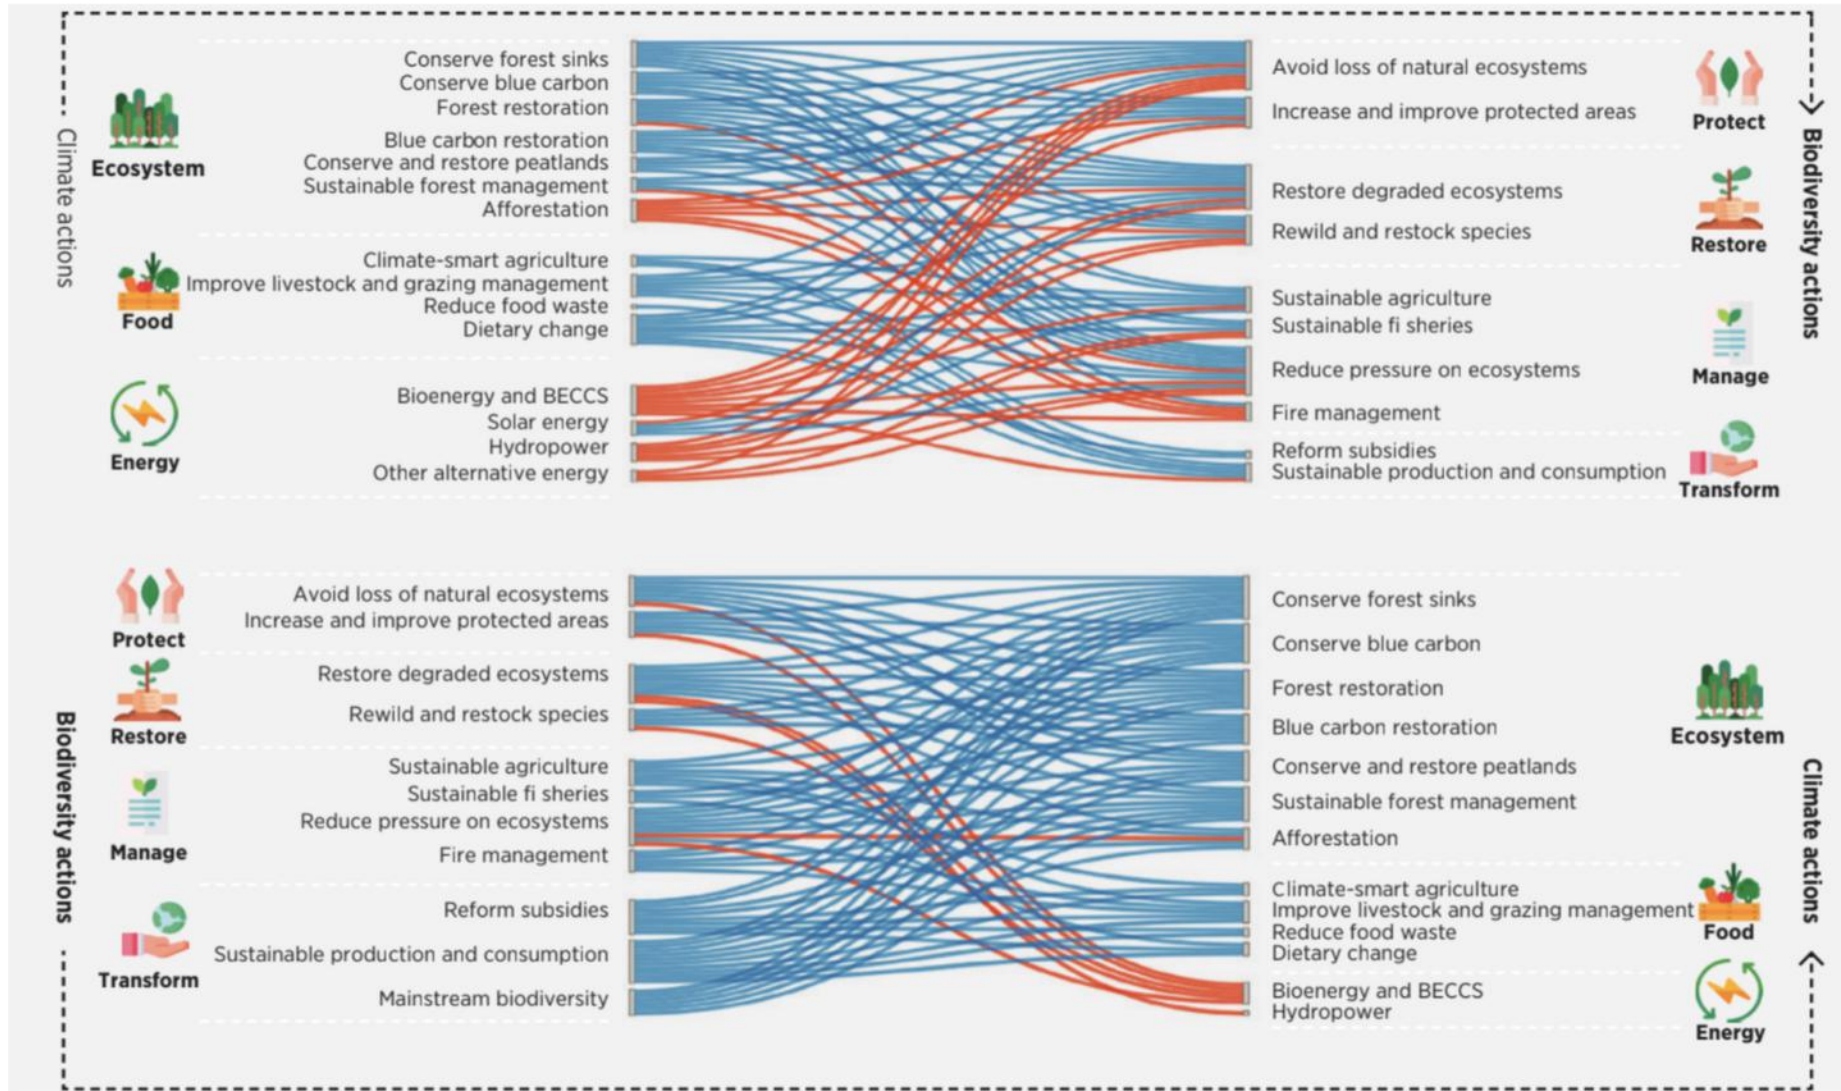 Climate actions
Ecosystem
Conserve forest sinks
Conserve blue carbon
Forest restoration
Blue carbon restoration
Conserve and restore peatlands
Sustainable forest management
Afforestation
Food
Climate-smart agriculture
Improve livestock and grazing management
Reduce food waste
Dietary change
Energy
Bioenergy and BECCS
Solar energy
Hydropower
Other alternative energy
Avoid loss of natural ecosystems
Increase and improve protected areas
Protect
Restore degraded ecosystems
Rewild and restock species
Restore
Sustainable agriculture
Sustainable fi sheries
Reduce pressure on ecosystems
Fire management
Manage
Reform subsidies
Sustainable production and consumption
Transform
Biodiversity actions
Biodiversity actions
Protect
Avoid loss of natural ecosystems
Increase and improve protected areas
Restore
Restore degraded ecosystems
Rewild and restock species
Manage
Sustainable agriculture
Sustainable fi sheries
Reduce pressure on ecosystems
Fire management
Transform
Reform subsidies
Sustainable production and consumption
Mainstream biodiversity
Conserve forest sinks
Conserve blue carbon
Forest restoration
Blue carbon restoration
Conserve and restore peatlands
Sustainable forest management
Afforestation
Ecosystem
Climate-smart agriculture
Improve livestock and grazing management
Reduce food waste
Dietary change
Food
Bioenergy and BECCS
Hydropower
Energy
Climate actions